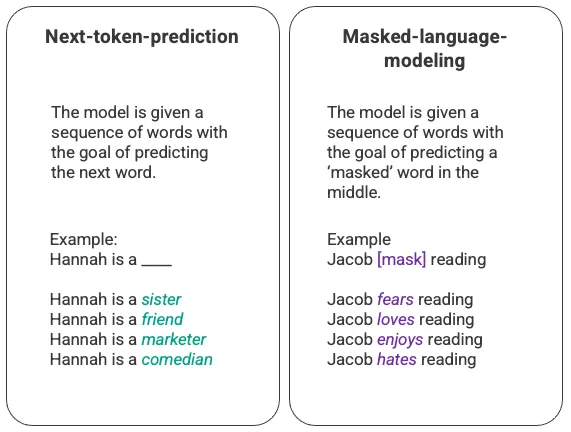 Next-token-prediction
The model is given a
sequence of words with
the goal of predicting
the next word.
Example:
Hannah is a ____
Hannah is a sister
Hannah is a friend
Hannah is a marketer
Hannah is a comedian
Masked-language-
modeling
The model is given a
sequence of words with
the goal of predicting a
‘masked’ word in the
middle.
Example
Jacob [mask] reading
Jacob fears reading
Jacob loves reading
Jacob enjoys reading
Jacob hates reading